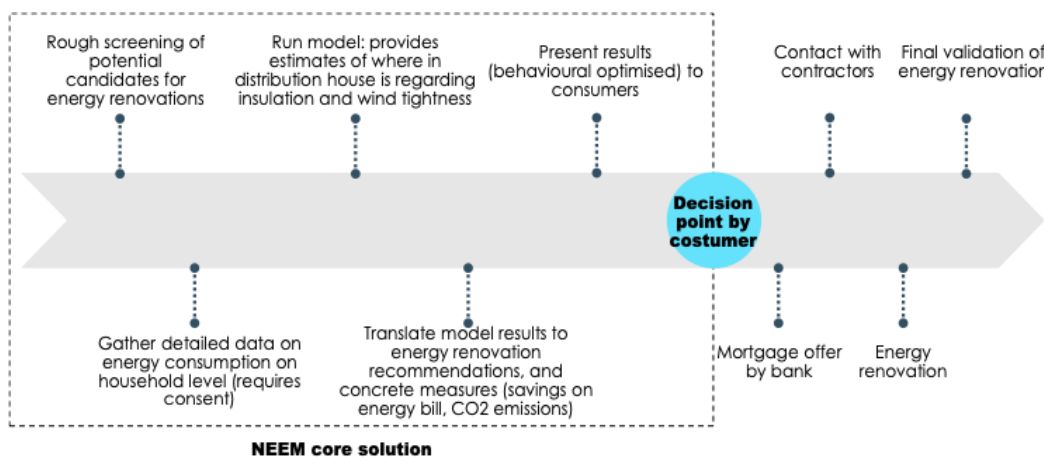 Rough screening of
potential
candidates for
energy renovations
Run model: provides
estimates of where in
distribution house is regarding
insulation and wind tightness
Present results
(behavioural optimised) to
consumers
Contact with
contractors
Final validation of
energy renovation
Decision
point by
costumer
Gather detailed data on
energy consumption on
household level (requires
consent)
Translate model results to
energy renovation
recommendations, and
concrete measures (savings on
energy bill, CO2 emissions)
Mortgage offer
by bank
Energy
renovation
NEEM core solution